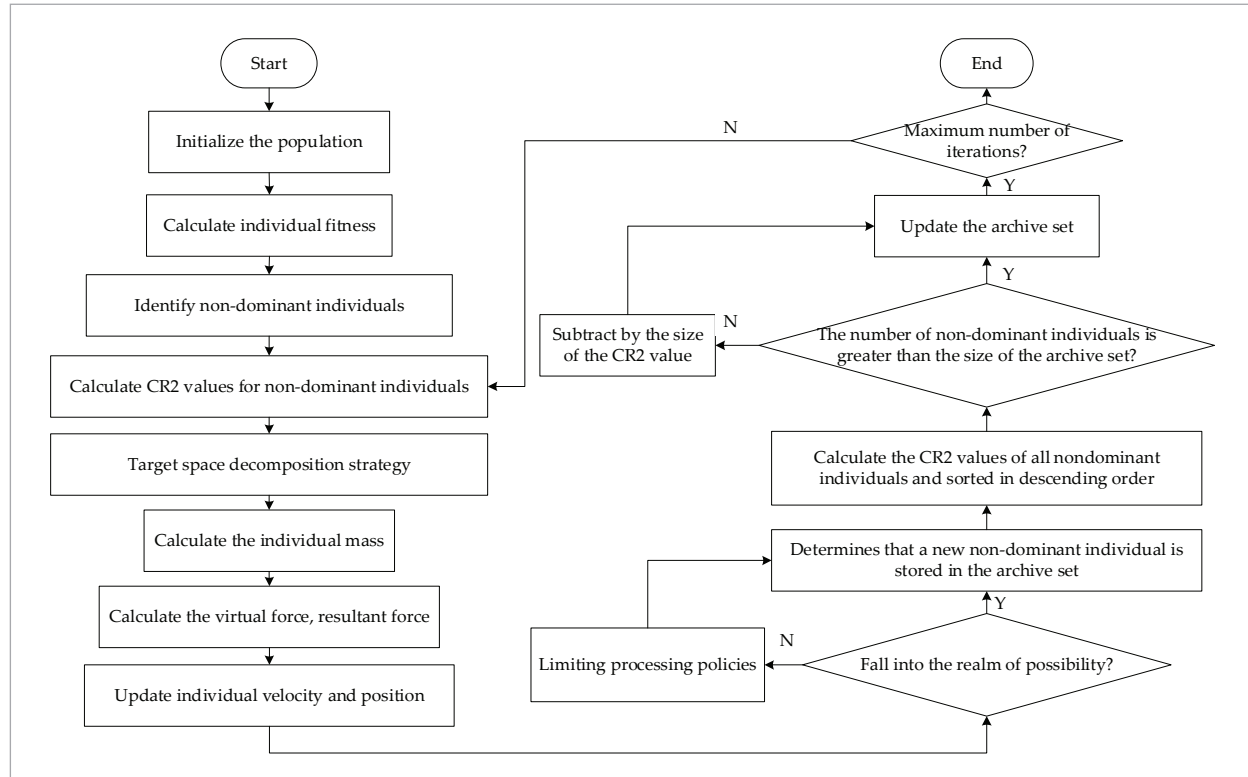 Start
Initialize the population
Calculate individual fitness
Identify non-dominant individuals
Calculate CR2 values for non-dominant individuals
Target space decomposition strategy
Calculate the individual mass
Calculate the virtual force, resultant force
Update individual velocity and position
End
Maximum number of
iterations?
N
Y
Update the archive set
Y
The number of non-dominant individuals is
greater than the size of the archive set?
N
Subtract by the size
of the CR2 value
Calculate the CR2 values of all nondominant
individuals and sorted in descending order
Determines that a new non-dominant individual is
stored in the archive set
Y
N
Limiting processing policies
Fall into the realm of possibility?